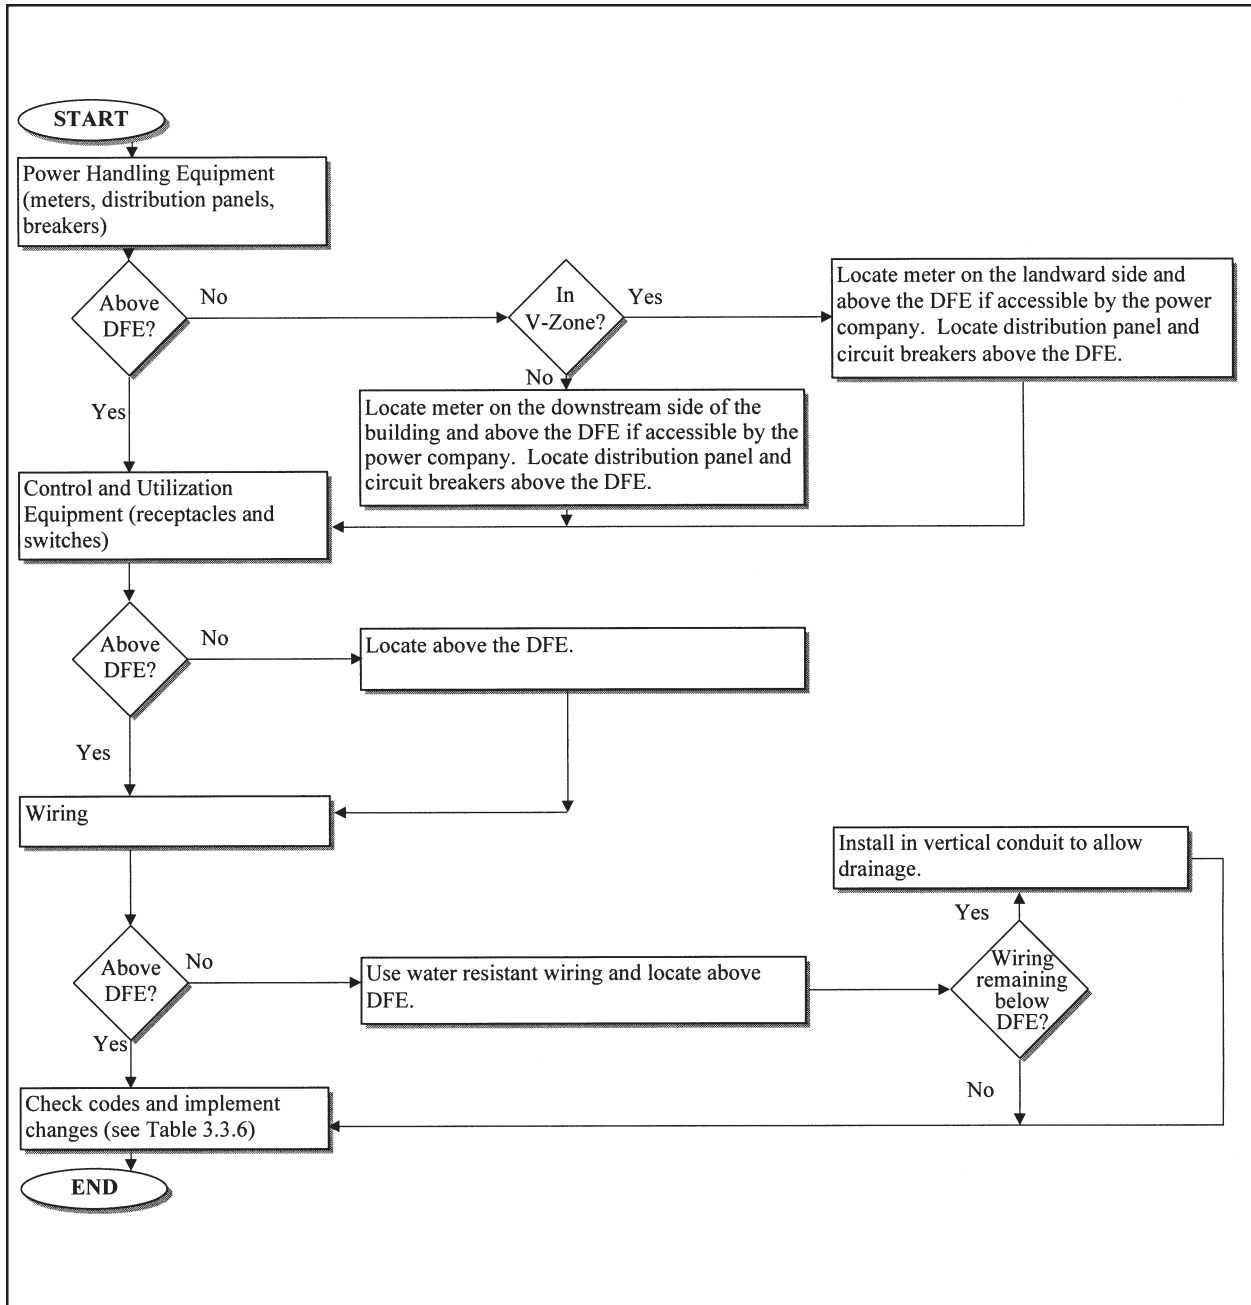 START
Power Handling Equipment
(meters, distribution panels,
breakers)
Above
DFE?
No
In
V-Zone?
Yes
Locate meter on the landward side and
above the DFE if accessible by the power
company. Locate distribution panel and
circuit breakers above the DFE.
No
Locate meter on the downstream side of the
building and above the DFE if accessible by the
power company. Locate distribution panel and
circuit breakers above the DFE.
Yes
Control and Utilization
Equipment (receptacles and
switches)
Above
DFE?
No
Locate above the DFE.
Yes
Wiring
Above
DFE?
No
Use water resistant wiring and locate above
DFE.
Wiring
remaining
below
DFE?
Yes
Install in vertical conduit to allow
drainage.
No
Yes
Check codes and implement
changes (see Table 3.3.6)
END